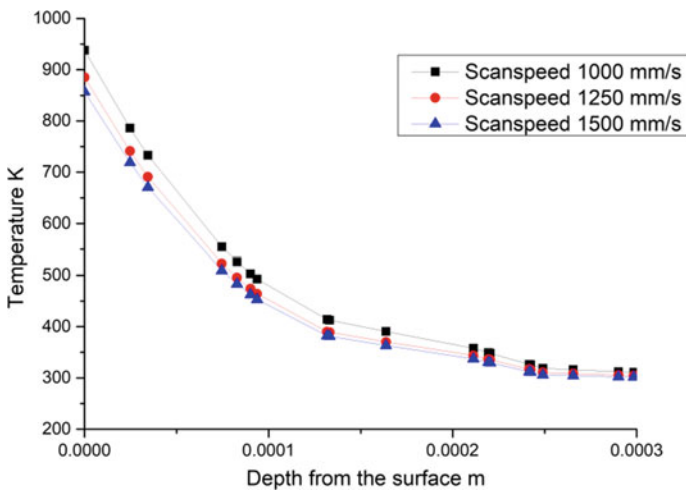 1000
900
800
700
600
500
400
300
200
Temperature K
Scanspeed 1000 mm/s
Scanspeed 1250 mm/s
Scanspeed 1500 mm/s
0.0000
0.0001
0.0002
0.0003
Depth from the surface m